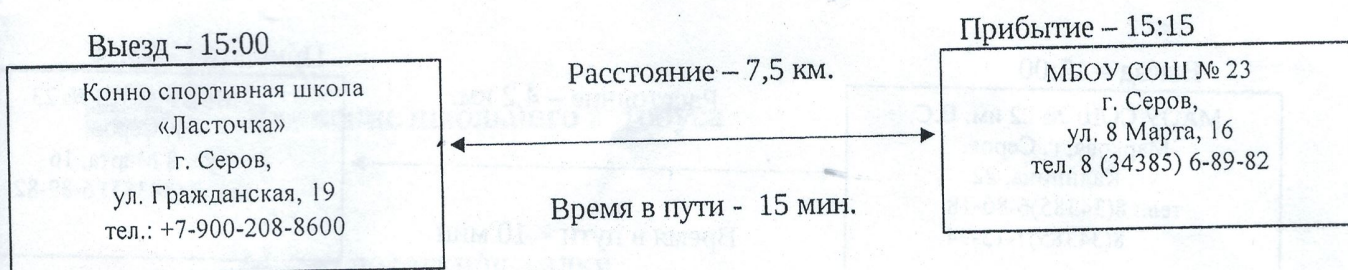 Выезд – 15:00
Конно спортивная школа
«Ласточка»
г. Серов,
ул. Гражданская, 19
тел.: +7-900-208-8600
Расстояние – 7,5 км.
Время в пути - 15 мин.
Прибытие – 15:15
МБОУ СОШ № 23
г. Серов,
ул. 8 Марта, 16
тел. 8 (34385) 6-89-82